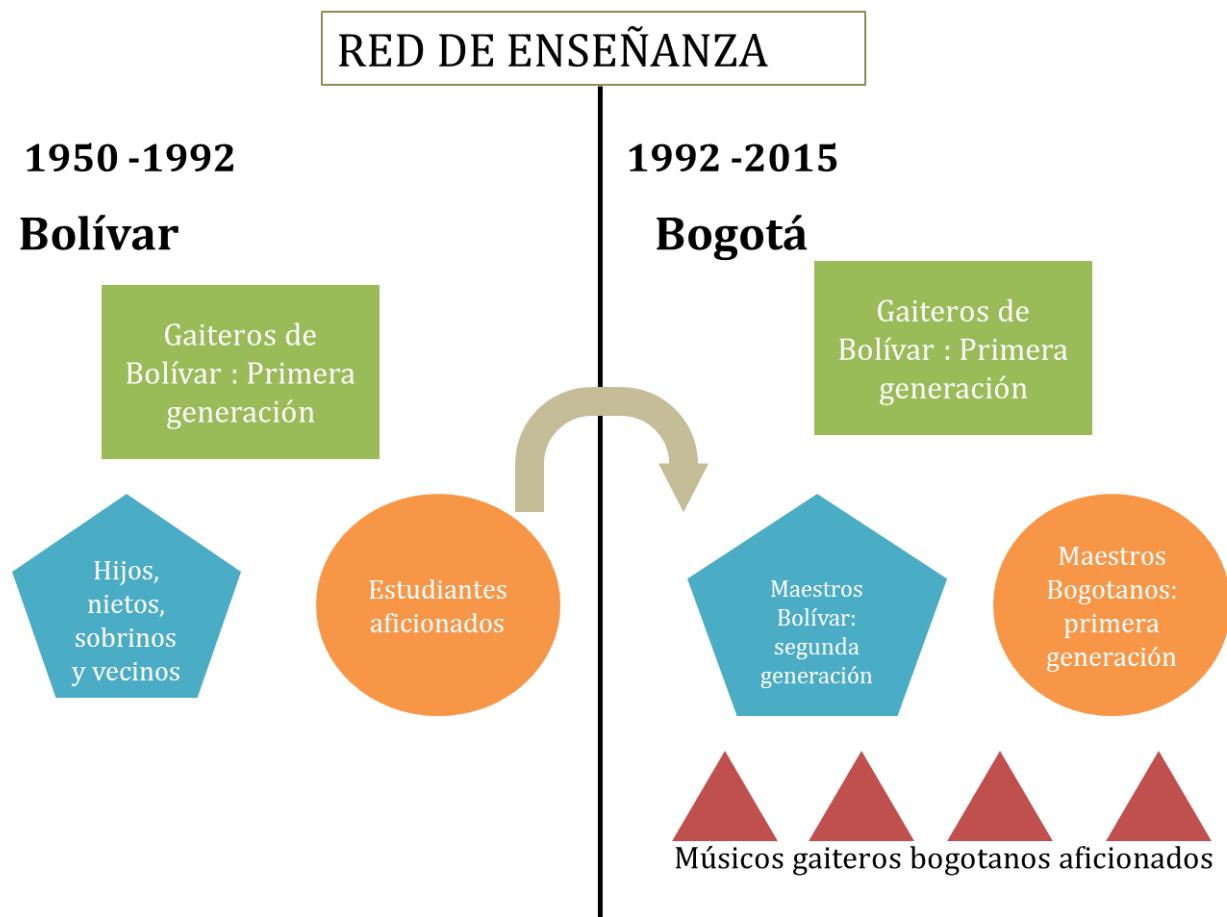 RED DE ENSEÑANZA
1950 -1992
Bolívar
Gaiteros de
Bolívar : Primera
generación
Hijos,
nietos,
sobrinos
y vecinos
Estudiantes
aficionados
1992 -2015
Bogotá
Gaiteros de
Bolívar : Primera
generación
Maestros
Bolívar:
segunda
generación
Maestros
Bogotanos:
primera
generación
Músicos gaiteros bogotanos aficionados